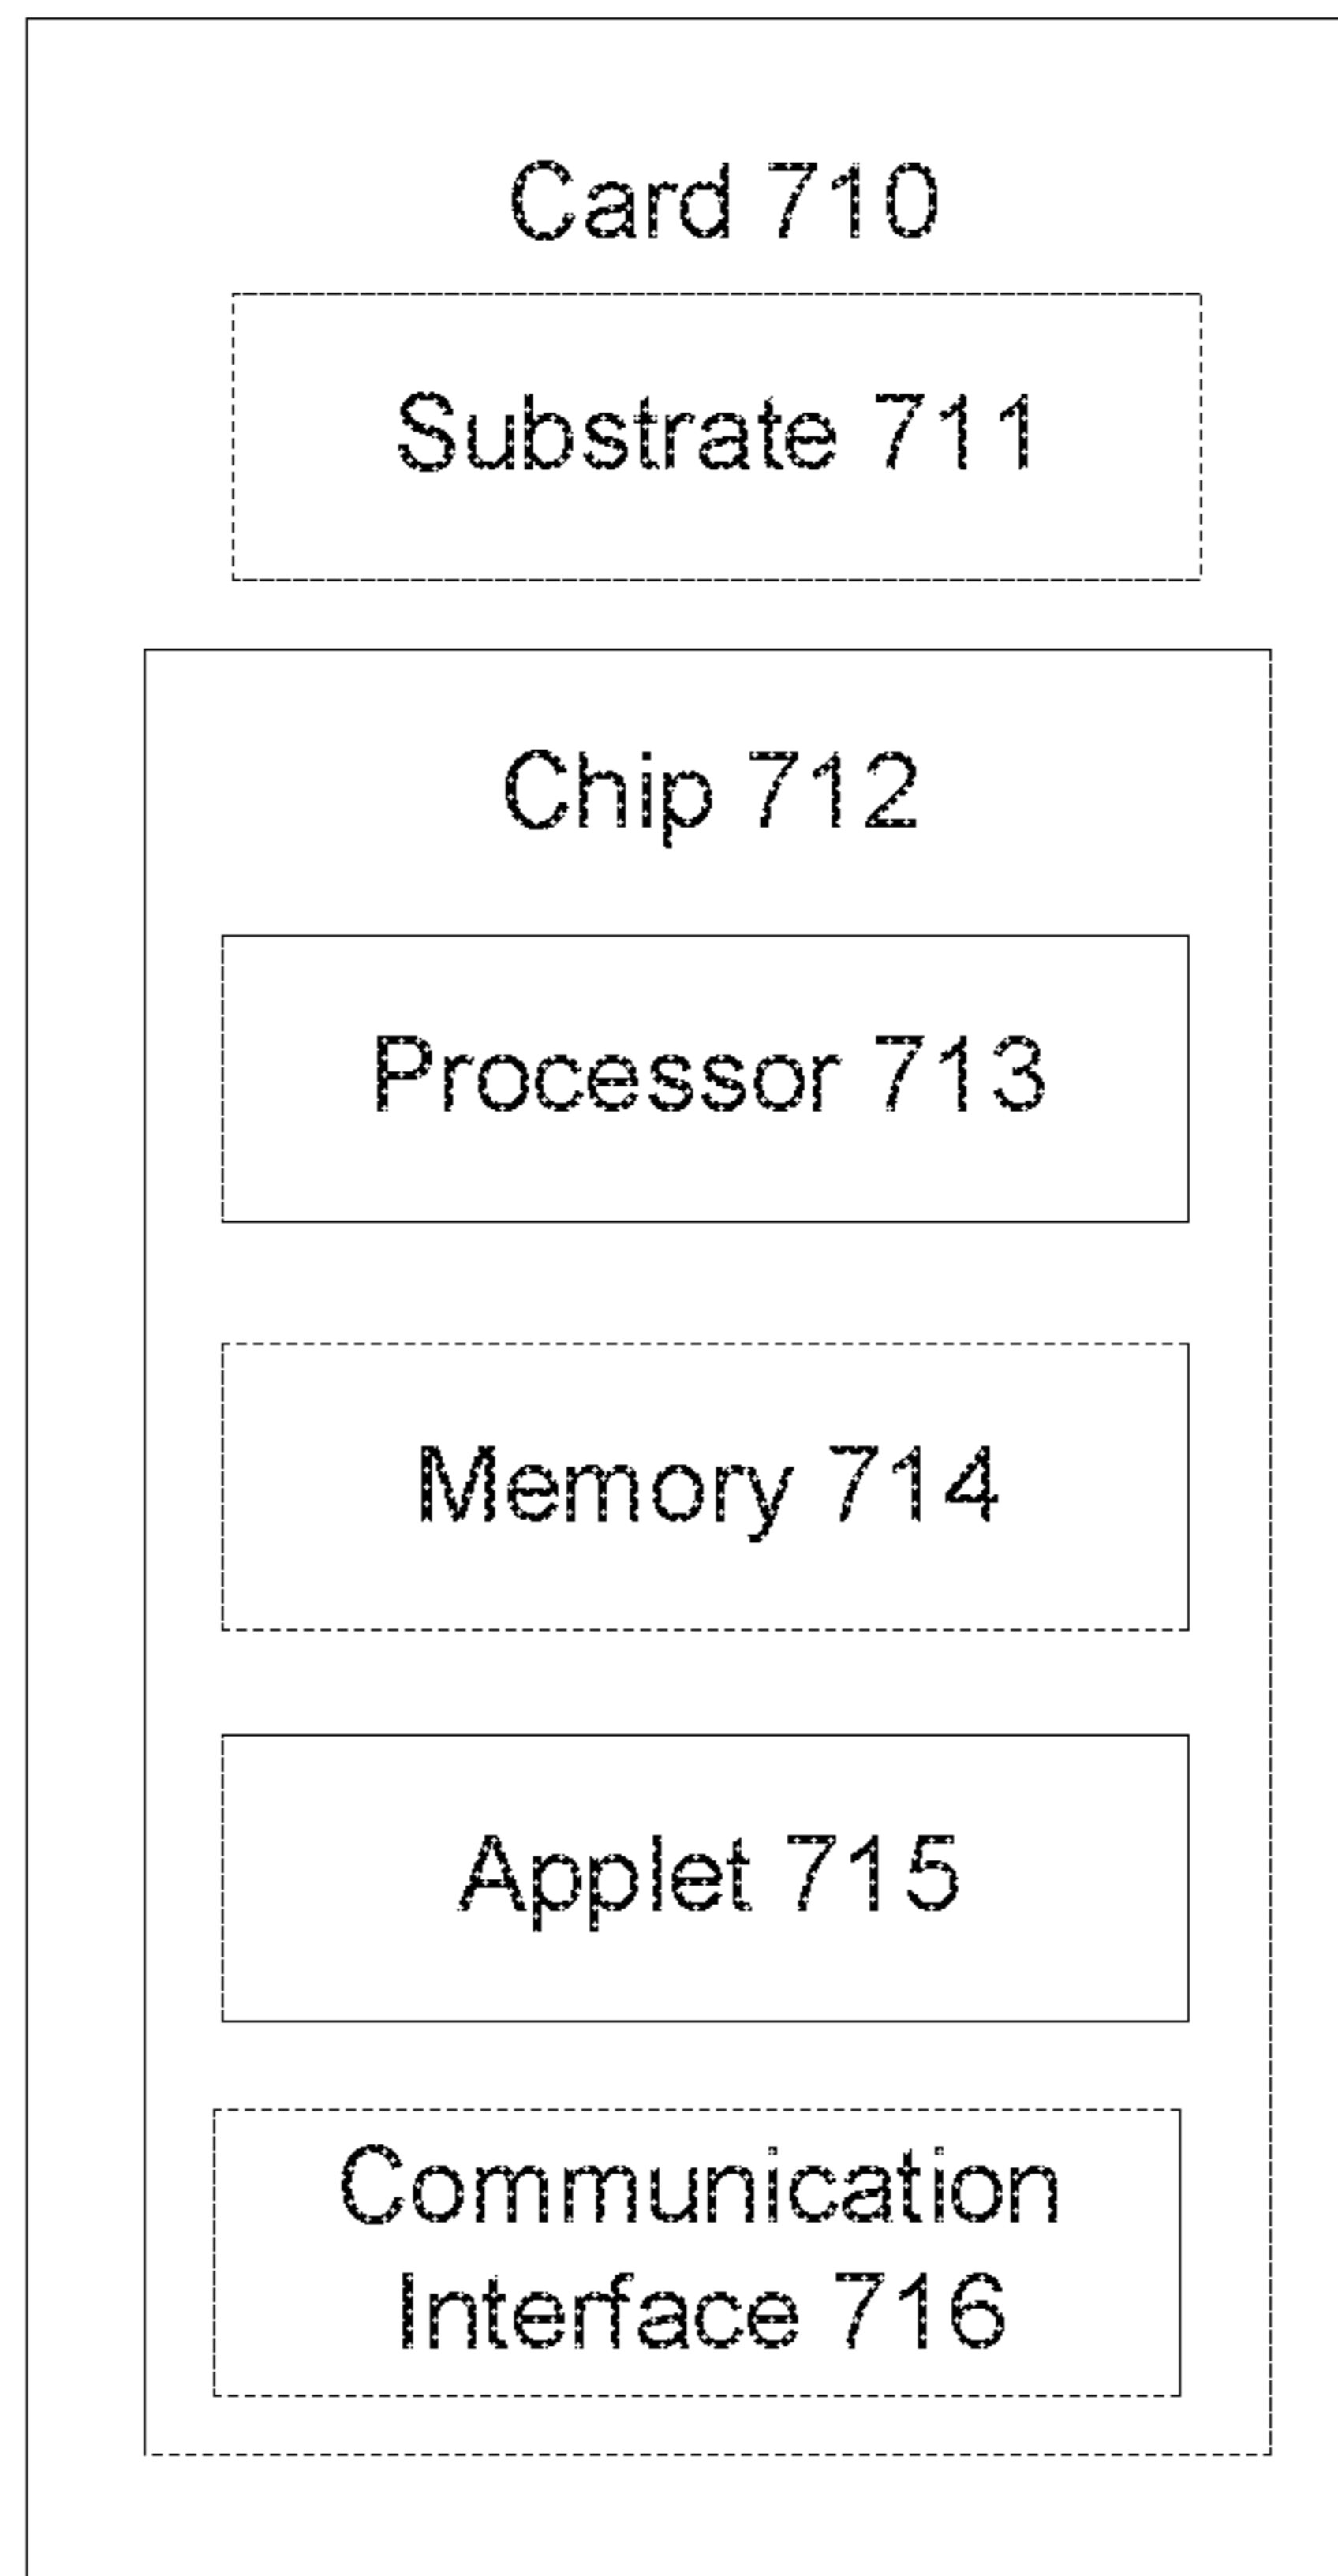 Card 710
Substrate 711
Chip 712
Processor 713
Memory 714
Applet 715
Communication
Interface 716